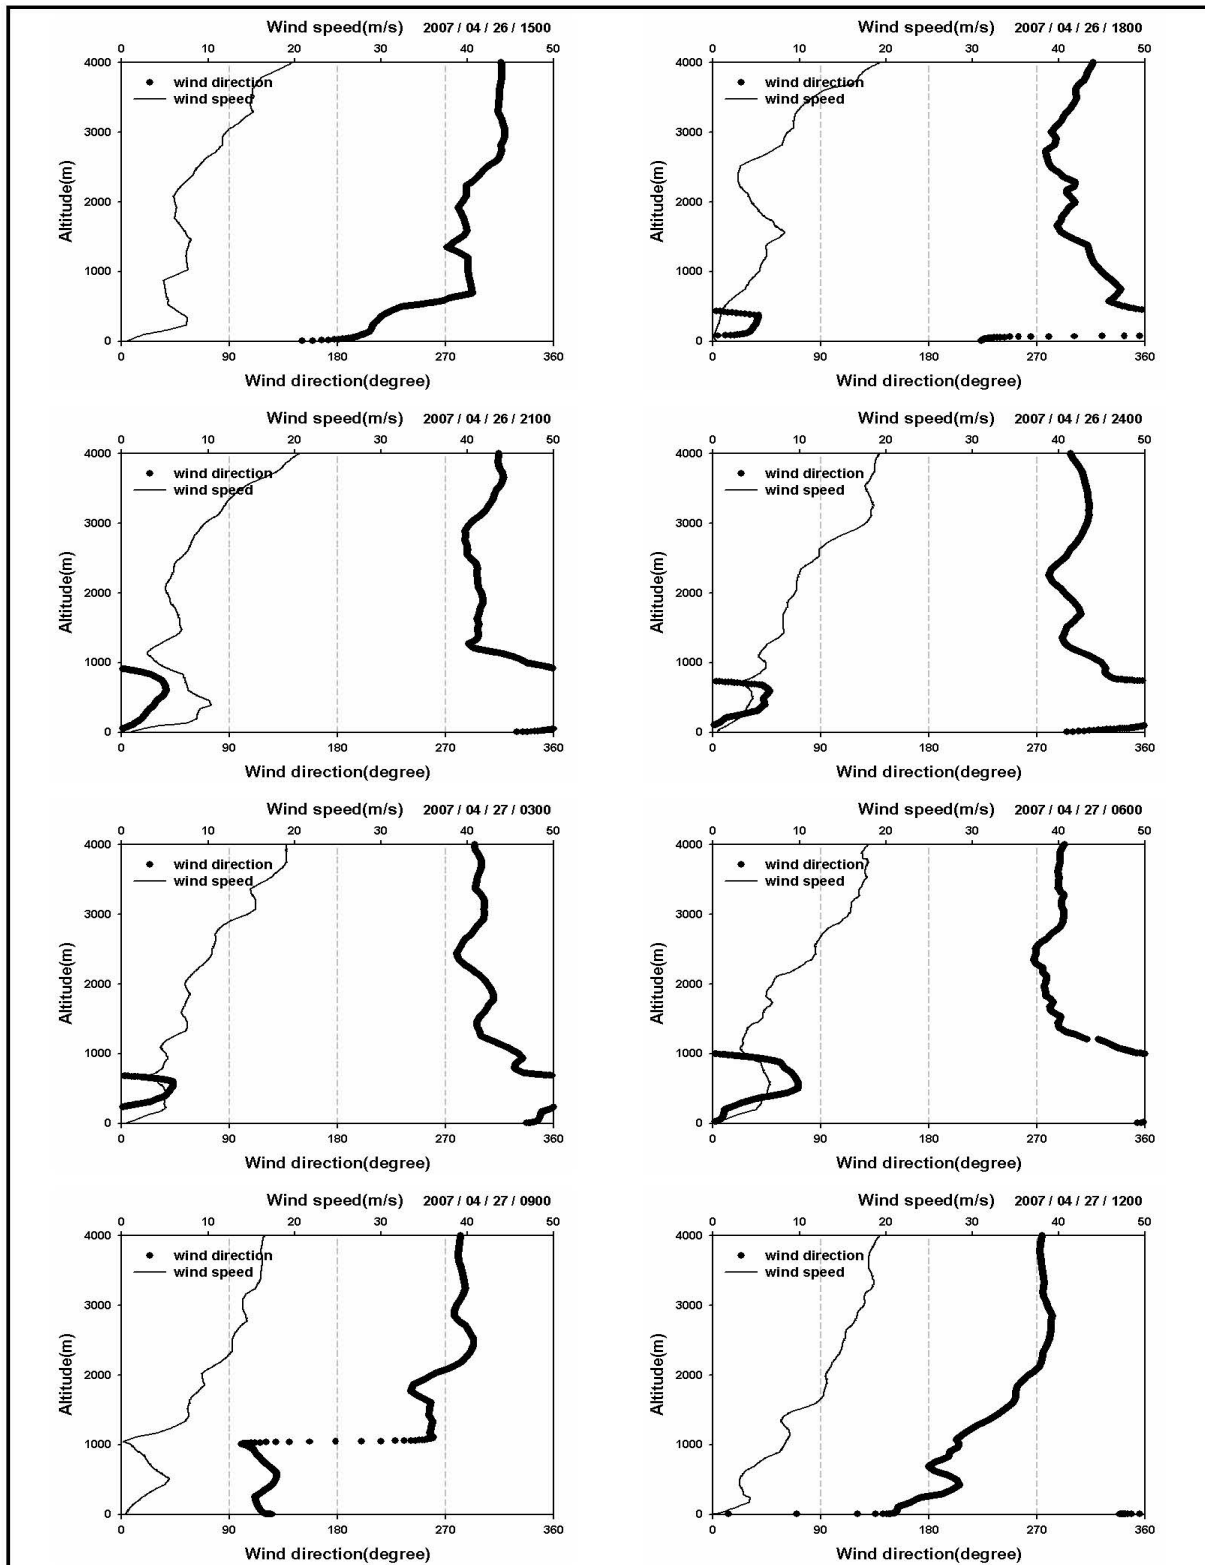 Wind speed(m/s) 2007 / 04 / 26 / 1500
0 10 20 30 40 50
4000
wind direction
wind speed
3000
Altitude(m)
2000
1000
0
0 90 180 270 360
Wind direction(degree)
Wind speed(m/s) 2007 / 04 / 26 / 1800
0 10 20 30 40 50
4000
wind direction
wind speed
3000
Altitude(m)
2000
1000
0
0 90 180 270 360
Wind direction(degree)
Wind speed(m/s) 2007 / 04 / 26 / 2100
0 10 20 30 40 50
4000
wind direction
wind speed
3000
Altitude(m)
2000
1000
0
0 90 180 270 360
Wind direction(degree)
Wind speed(m/s) 2007 / 04 / 26 / 2400
0 10 20 30 40 50
4000
wind direction
wind speed
3000
Altitude(m)
2000
1000
0
0 90 180 270 360
Wind direction(degree)
Wind speed(m/s) 2007 / 04 / 27 / 0300
0 10 20 30 40 50
4000
wind direction
wind speed
3000
Altitude(m)
2000
1000
0
0 90 180 270 360
Wind direction(degree)
Wind speed(m/s) 2007 / 04 / 27 / 0600
0 10 20 30 40 50
4000
wind direction
wind speed
3000
Altitude(m)
2000
1000
0
0 90 180 270 360
Wind direction(degree)
Wind speed(m/s) 2007 / 04 / 27 / 0900
0 10 20 30 40 50
4000
wind direction
wind speed
3000
Altitude(m)
2000
1000
0
0 90 180 270 360
Wind direction(degree)
Wind speed(m/s) 2007 / 04 / 27 / 1200
0 10 20 30 40 50
4000
wind direction
wind speed
3000
Altitude(m)
2000
1000
0
0 90 180 270 360
Wind direction(degree)